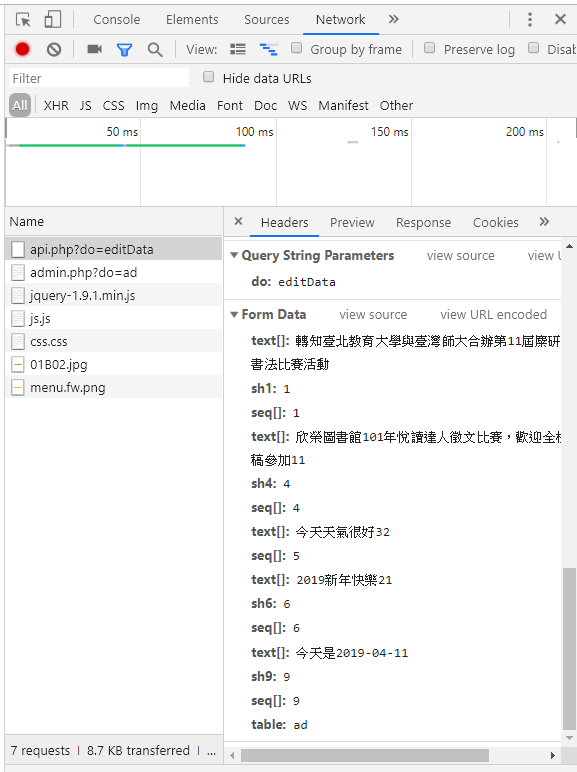 Console Elements Sources Network »
View: Group by frame Preserve log Disab
Filter Hide data URLs
All XHR JS CSS Img Media Font Doc WS Manifest Other
50 ms 100 ms 150 ms 200 ms
Name
api.php?do=editData
admin.php?do=ad
jquery-1.9.1.min.js
js.js
css.css
01B02.jpg
menu.fw.png
7 requests | 8.7 KB transferred | ...
× Headers Preview Response Cookies »
Query String Parameters view source view U
do: editData
Form Data view source view URL encoded
text[]: 轉知臺北教育大學與臺灣師大合辦第11屆麋研
書法比賽活動
sh1: 1
seq[]: 1
text[]: 欣榮圖書館101年悅讀達人徵文比賽，歡迎全校
稿參加11
sh4: 4
seq[]: 4
text[]: 今天天氣很好32
seq[]: 5
text[]: 2019新年快樂21
sh6: 6
seq[]: 6
text[]: 今天是2019-04-11
sh9: 9
seq[]: 9
table: ad